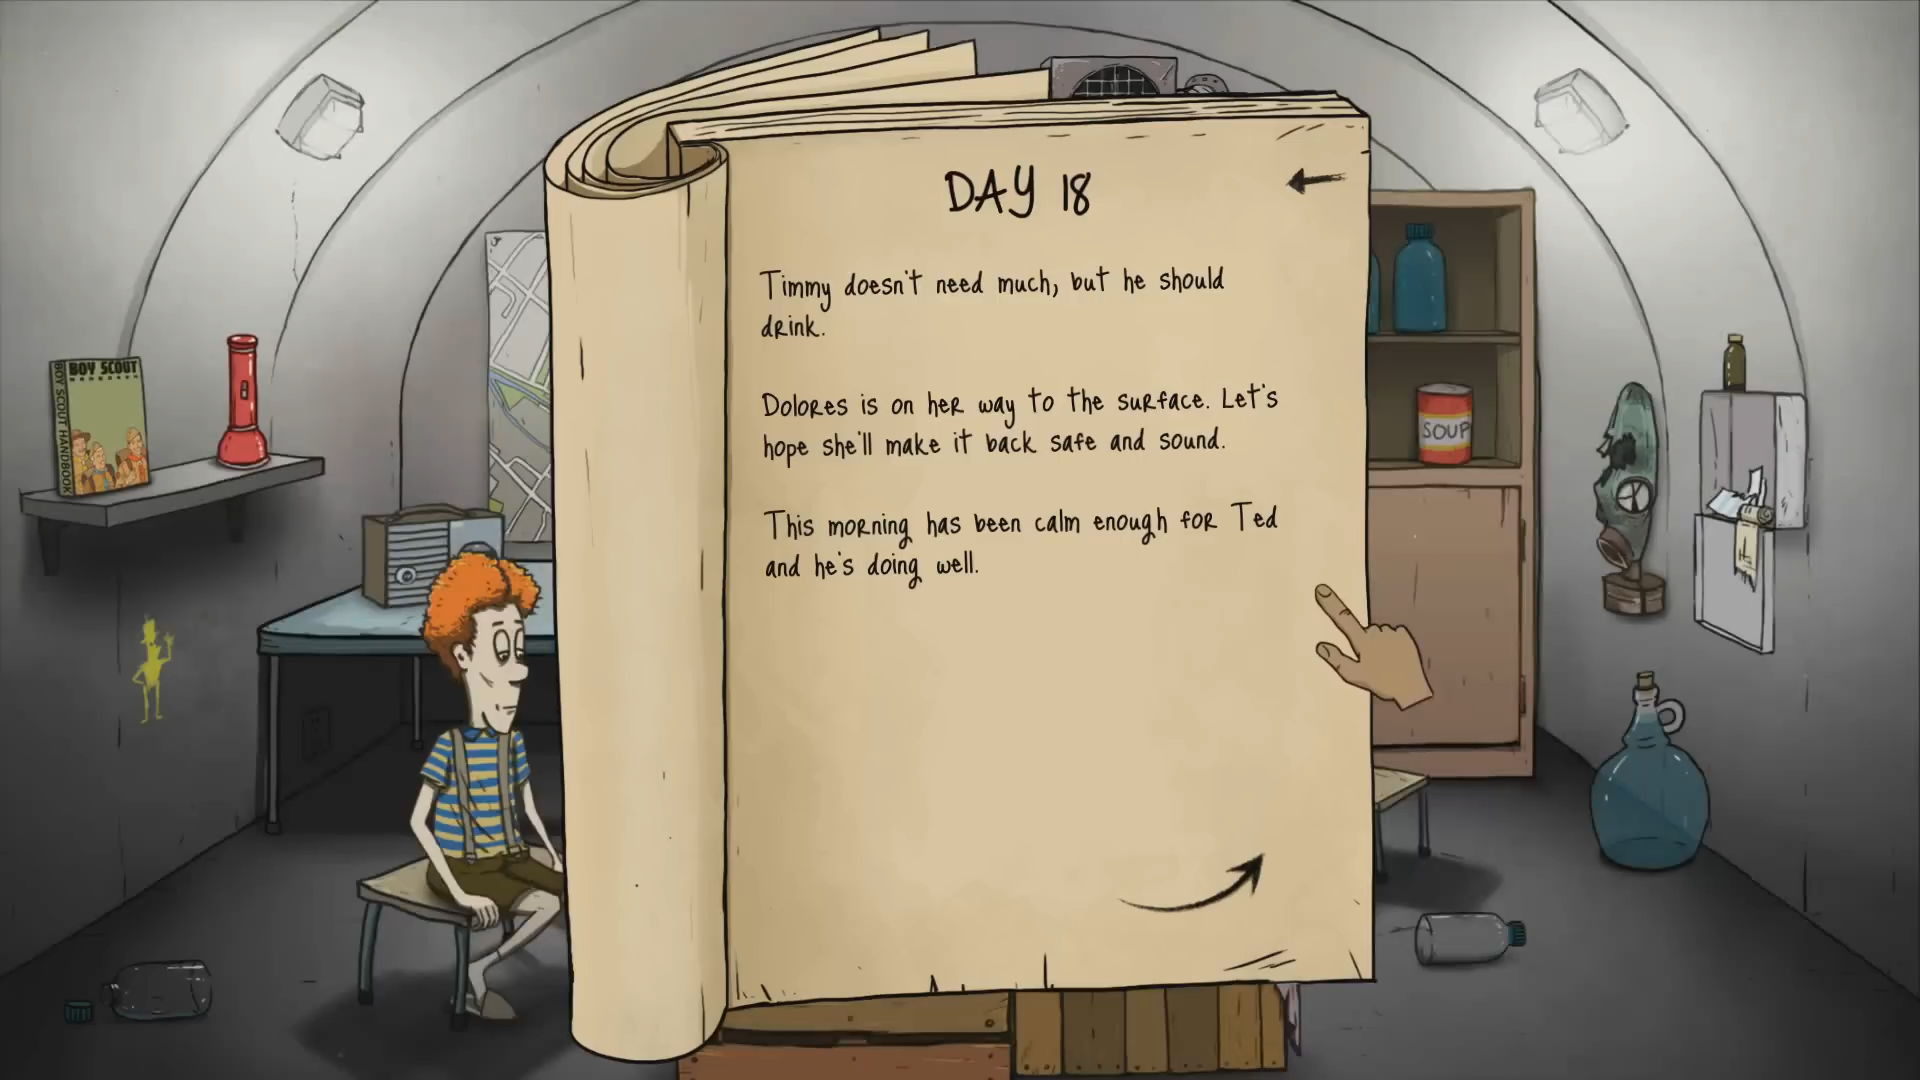 DAY 18
Timmy doesn't need much, but he should
drink.
Dolores is on her way to the surface. Let's
hope she'll make it back safe and sound.
This morning has been calm enough for Ted
and he's doing well.
BOY SCOUT
HANDBOOK
BOY SCOUT HANDBOOK
SOUP